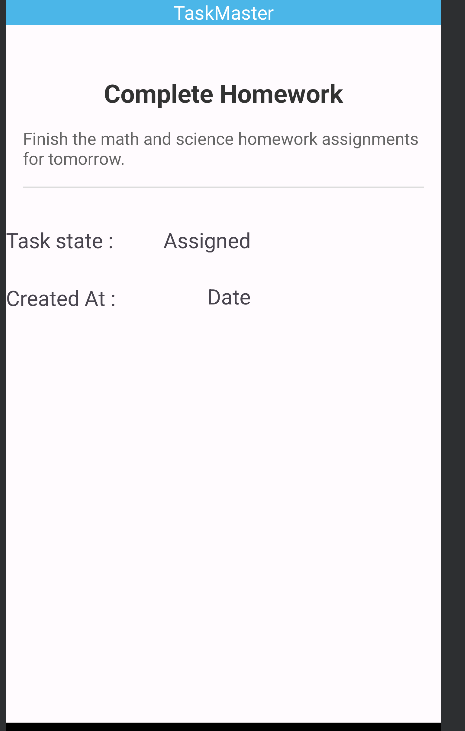 TaskMaster
Complete Homework
Finish the math and science homework assignments
for tomorrow.
Task state : Assigned
Created At : Date